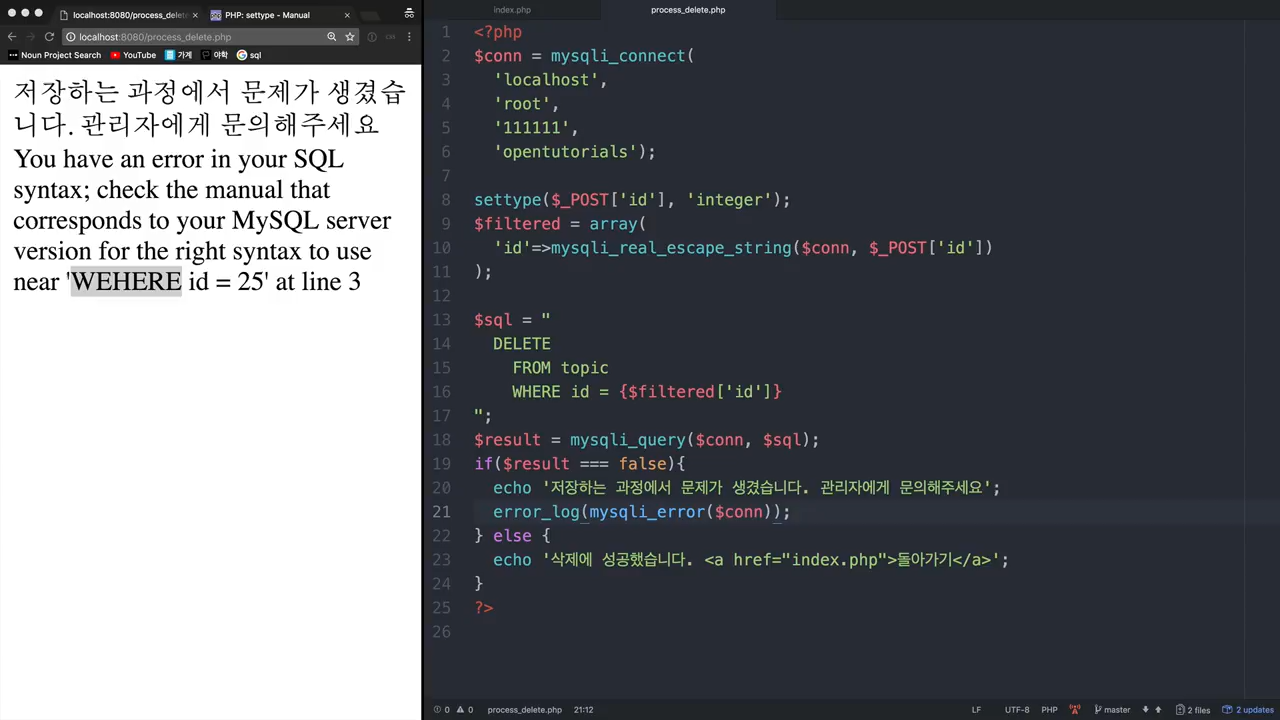 localhost:8080/process_delete
PHP: settype - Manual
localhost:8080/process_delete.php
Noun Project Search
YouTube
가계
야학
sql
저장하는 과정에서 문제가 생겼습
니다. 관리자에게 문의해주세요
You have an error in your SQL
syntax; check the manual that
corresponds to your MySQL server
version for the right syntax to use
near 'WEHERE id = 25' at line 3
index.php
process_delete.php
1 <?php
2 $conn = mysqli_connect(
3 'localhost',
4 'root',
5 '111111',
6 'opentutorials');
7
8 settype($_POST['id'], 'integer');
9 $filtered = array(
10 'id'=>mysqli_real_escape_string($conn, $_POST['id'])
11 );
12
13 $sql = "
14 DELETE
15 FROM topic
16 WHERE id = {$filtered['id']}
17 ";
18 $result = mysqli_query($conn, $sql);
19 if($result === false){
20 echo '저장하는 과정에서 문제가 생겼습니다. 관리자에게 문의해주세요';
21 error_log(mysqli_error($conn));
22 } else {
23 echo '삭제에 성공했습니다. <a href="index.php">돌아가기</a>';
24 }
25 ?>
26
0 0 process_delete.php 21:12
LF UTF-8 PHP master 2 files 2 updates